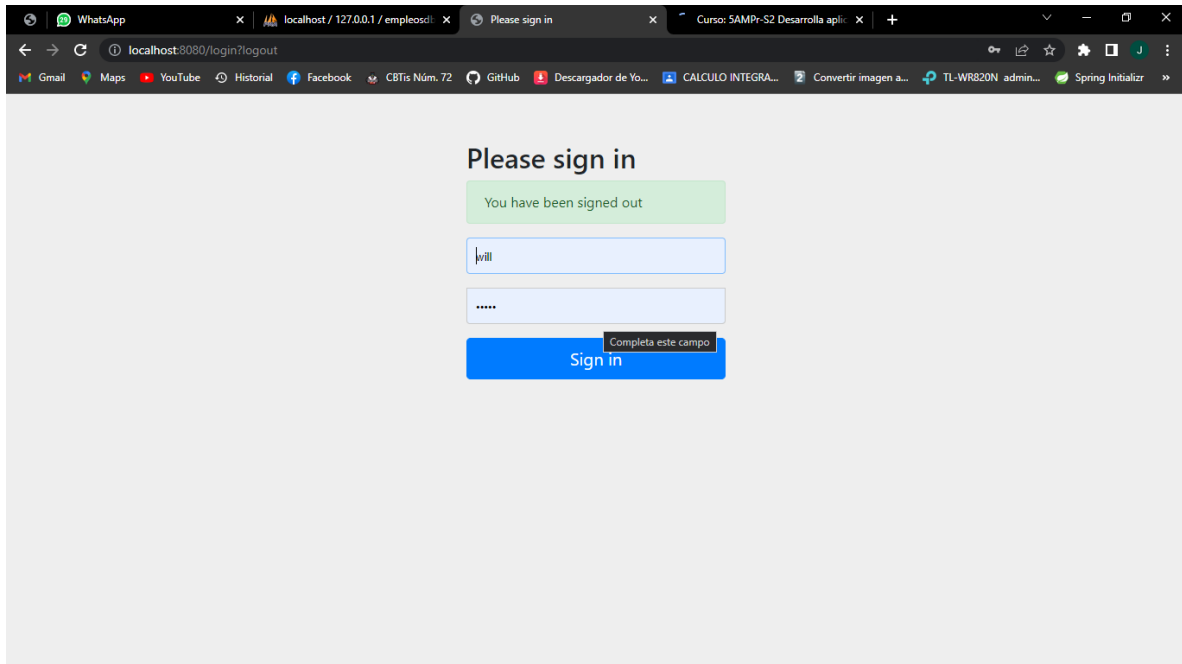 29 WhatsApp
localhost / 127.0.0.1 / empleosdb
Please sign in
Curso: 5AMPr-S2 Desarrolla aplic
localhost:8080/login?logout
J
Gmail
Maps
YouTube
Historial
Facebook
CBTis Núm. 72
GitHub
Descargador de Yo...
CALCULO INTEGRA...
Convertir imagen a...
TL-WR820N admin...
Spring Initializr
»
Please sign in
You have been signed out
will
•••••
Completa este campo
Sign in